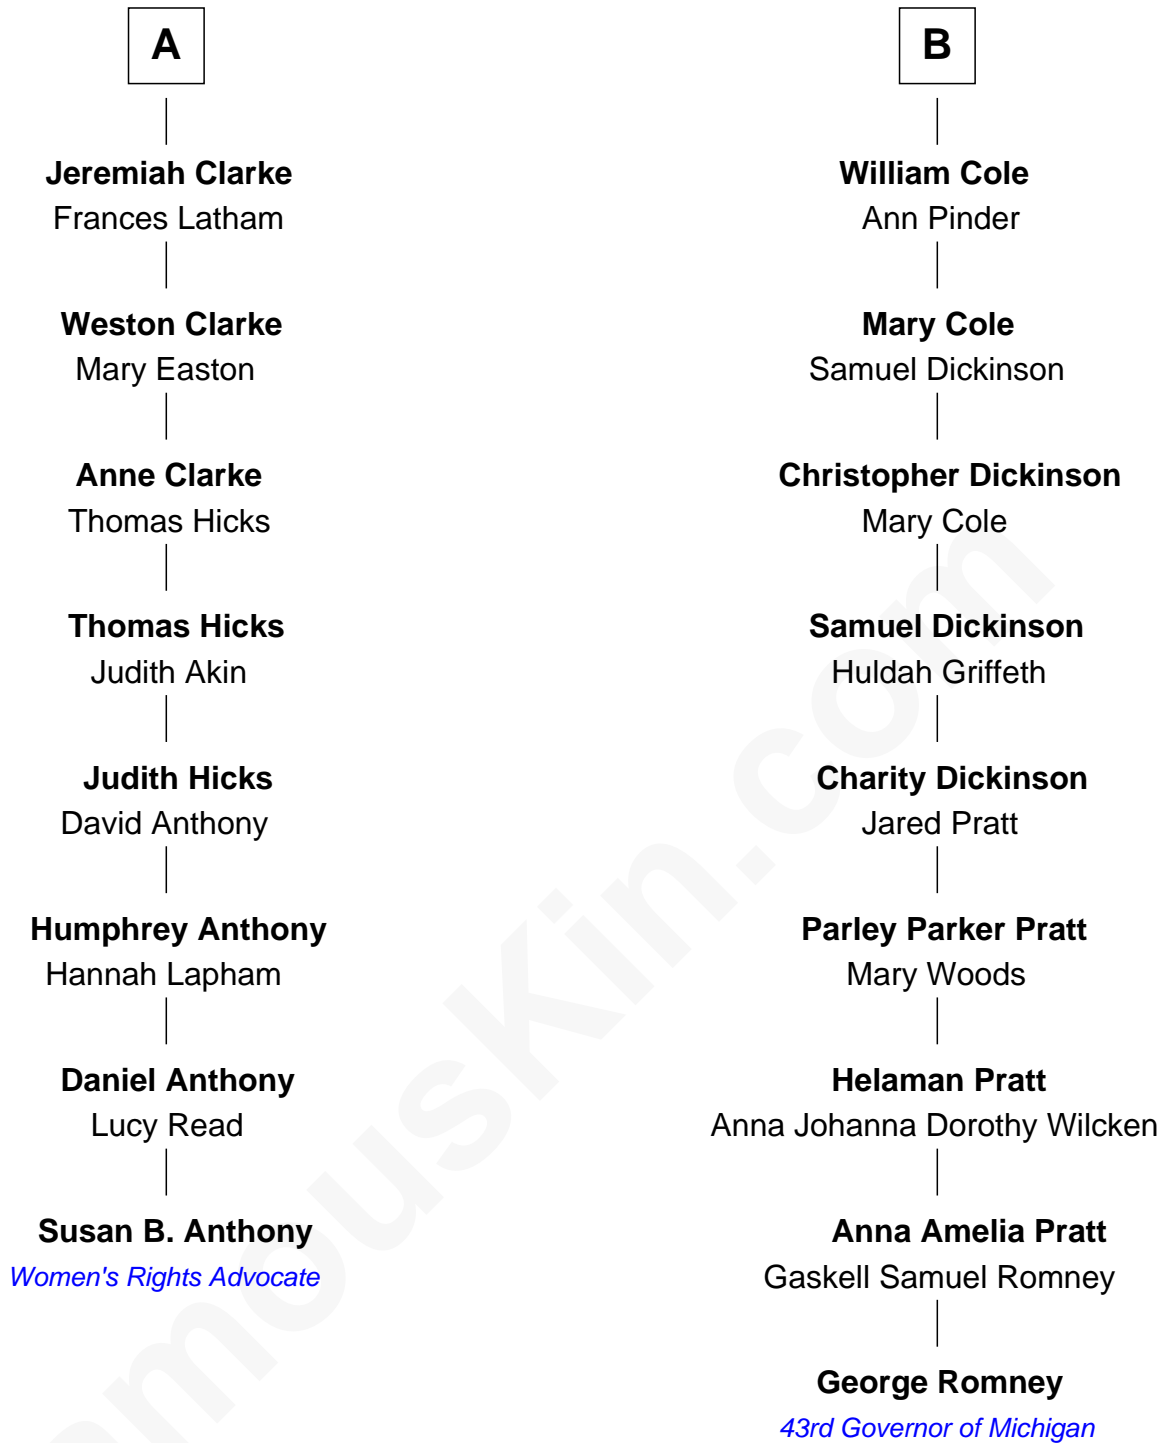 A
Jeremiah Clarke
Frances Latham
Weston Clarke
Mary Easton
Anne Clarke
Thomas Hicks
Thomas Hicks
Judith Akin
Judith Hicks
David Anthony
Humphrey Anthony
Hannah Lapham
Daniel Anthony
Lucy Read
Susan B. Anthony
Women's Rights Advocate
B
William Cole
Ann Pinder
Mary Cole
Samuel Dickinson
Christopher Dickinson
Mary Cole
Samuel Dickinson
Huldah Griffeth
Charity Dickinson
Jared Pratt
Parley Parker Pratt
Mary Woods
Helaman Pratt
Anna Johanna Dorothy Wilcken
Anna Amelia Pratt
Gaskell Samuel Romney
George Romney
43rd Governor of Michigan
amousKin.com